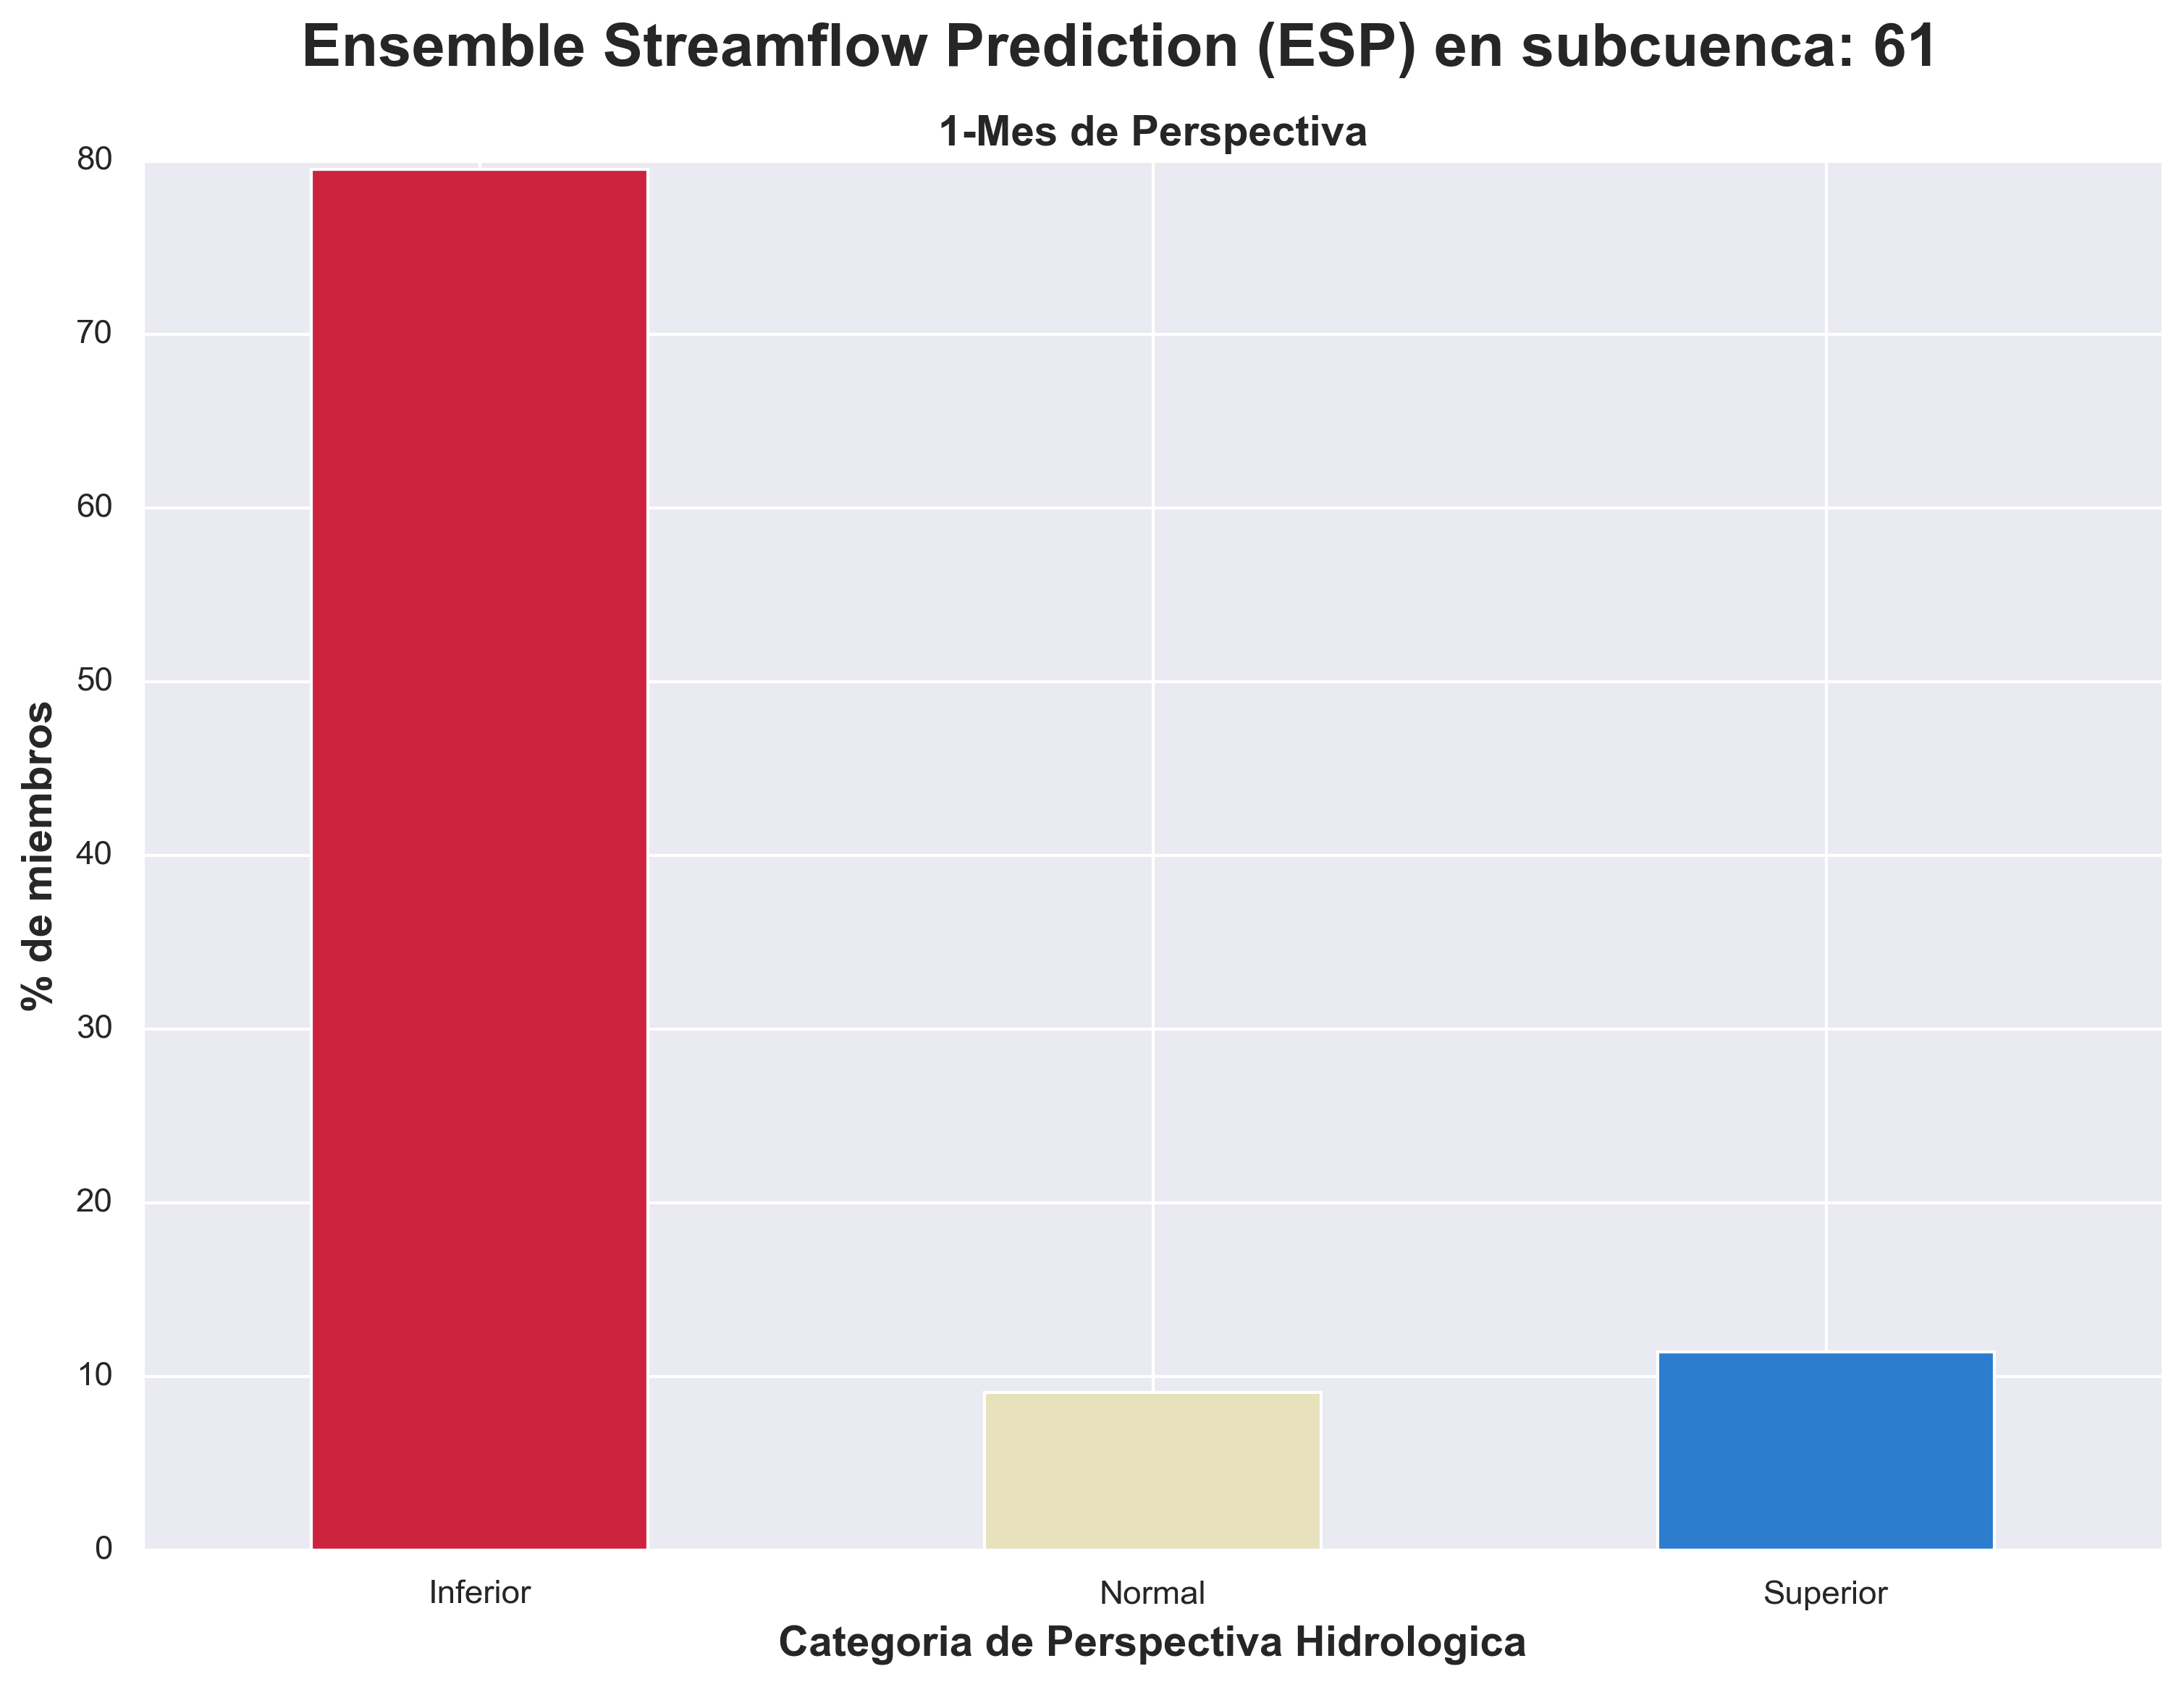 Ensemble Streamflow Prediction (ESP) en subcuenca: 61
1-Mes de Perspectiva
80
70
60
50
40
30
20
10
0
% de miembros
Inferior
Normal
Superior
Categoria de Perspectiva Hidrologica